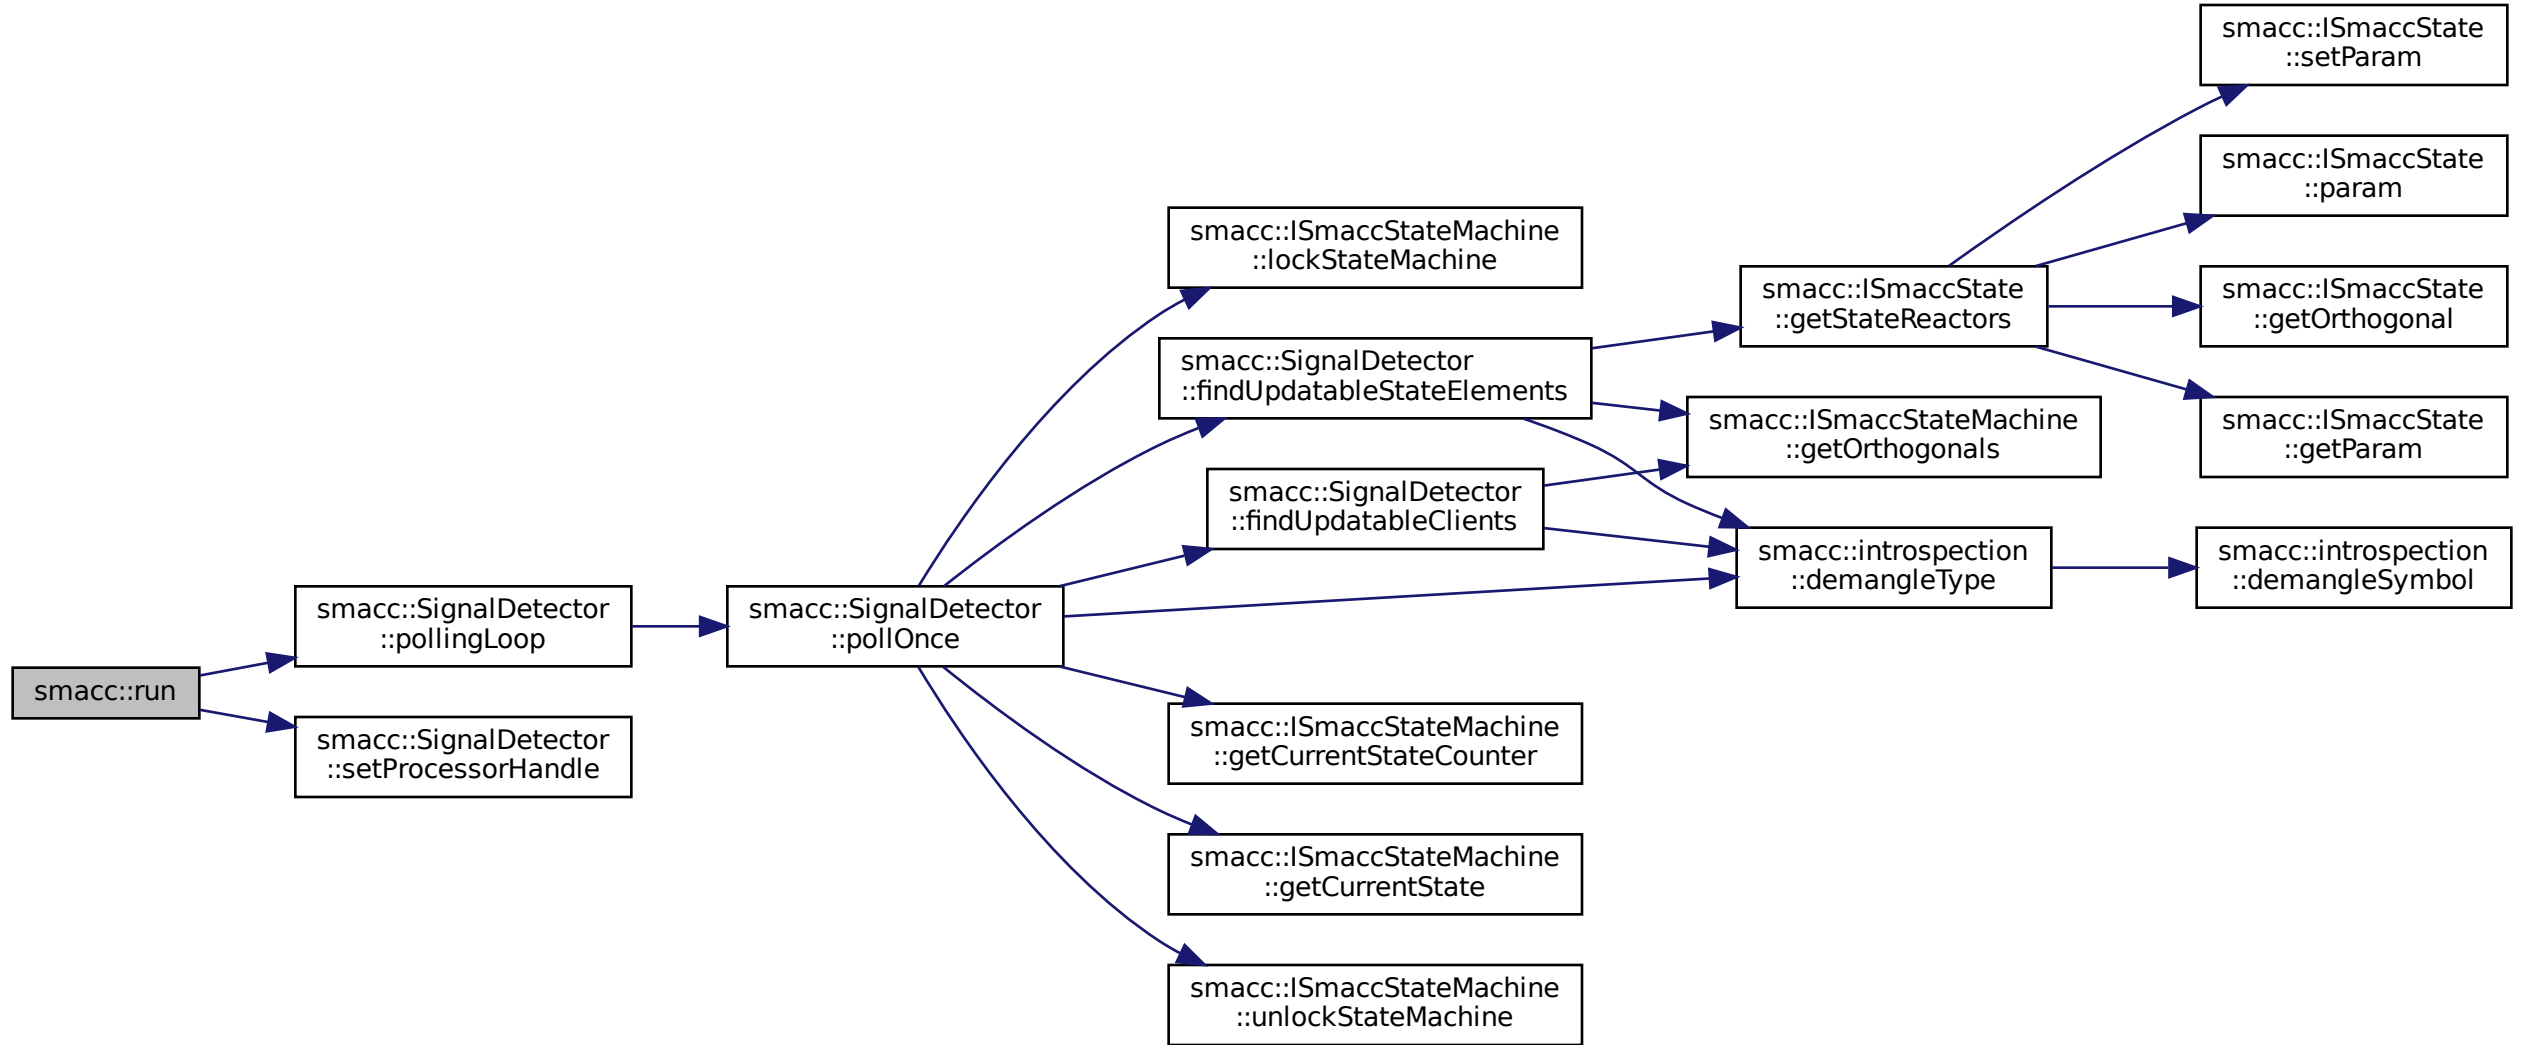 smacc::run
smacc::SignalDetector
::pollingLoop
smacc::SignalDetector
::setProcessorHandle
smacc::SignalDetector
::pollOnce
smacc::ISmaccStateMachine
::lockStateMachine
smacc::SignalDetector
::findUpdatableStateElements
smacc::SignalDetector
::findUpdatableClients
smacc::ISmaccStateMachine
::getCurrentStateCounter
smacc::ISmaccStateMachine
::getCurrentState
smacc::ISmaccStateMachine
::unlockStateMachine
smacc::ISmaccState
::getStateReactors
smacc::ISmaccStateMachine
::getOrthogonals
smacc::introspection
::demangleType
smacc::ISmaccState
::setParam
smacc::ISmaccState
::param
smacc::ISmaccState
::getOrthogonal
smacc::ISmaccState
::getParam
smacc::introspection
::demangleSymbol